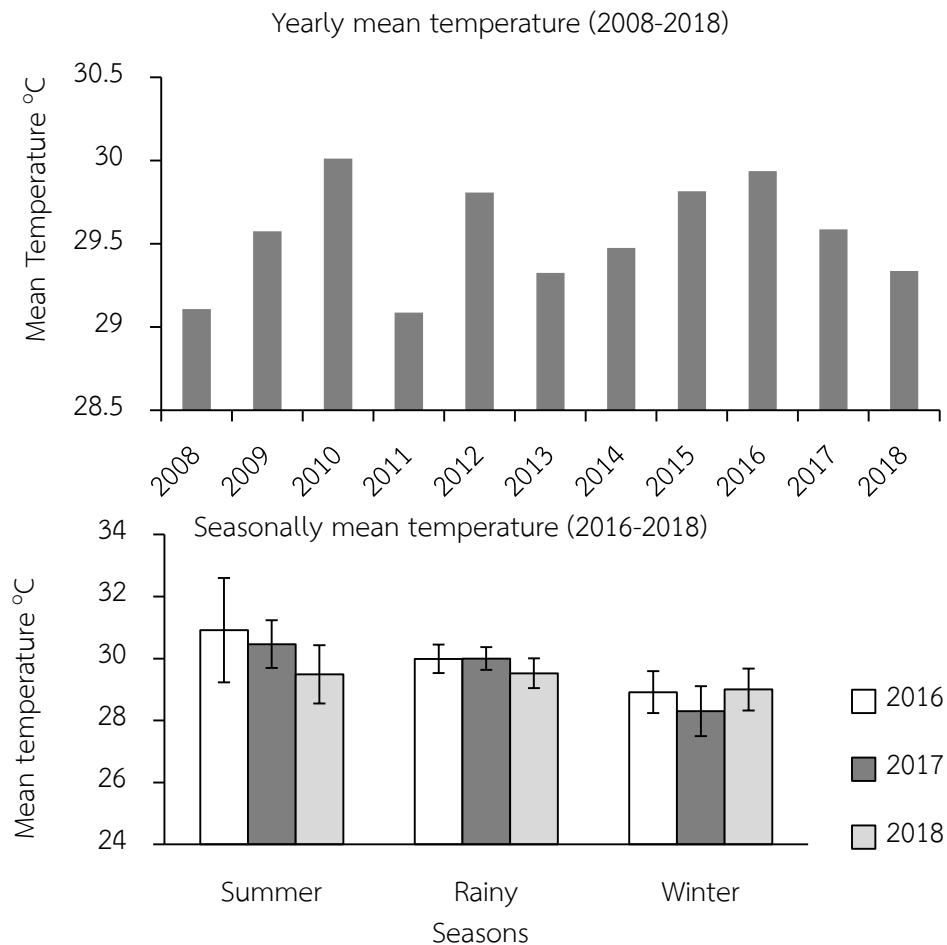 Yearly mean temperature (2008-2018)
Mean Temperature °C
30.5
30
29.5
29
28.5
2008 2009 2010 2011 2012 2013 2014 2015 2016 2017 2018
Seasonally mean temperature (2016-2018)
Mean temperature °C
34
32
30
28
26
24
Summer Rainy Winter
Seasons
2016
2017
2018